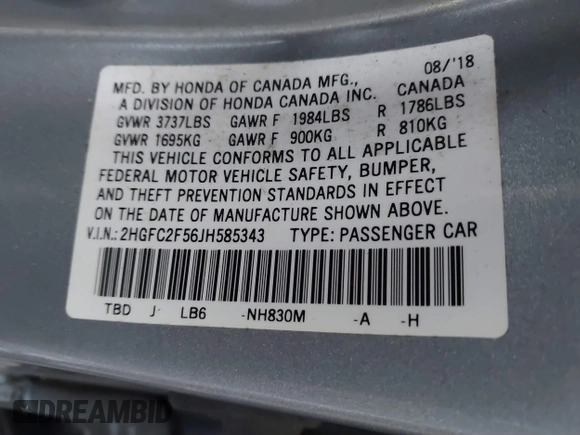 MFD. BY HONDA OF CANADA MFG., 08/'18
A DIVISION OF HONDA CANADA INC. CANADA
GVWR 3737LBS GAWR F 1984LBS R 1786LBS
GVWR 1695KG GAWR F 900KG R 810KG
THIS VEHICLE CONFORMS TO ALL APPLICABLE
FEDERAL MOTOR VEHICLE SAFETY, BUMPER,
AND THEFT PREVENTION STANDARDS IN EFFECT
ON THE DATE OF MANUFACTURE SHOWN ABOVE.
V.I.N.: 2HGFC2F56JH585343 TYPE: PASSENGER CAR
TBD J LB6 -NH830M -A -H
DREAMBID